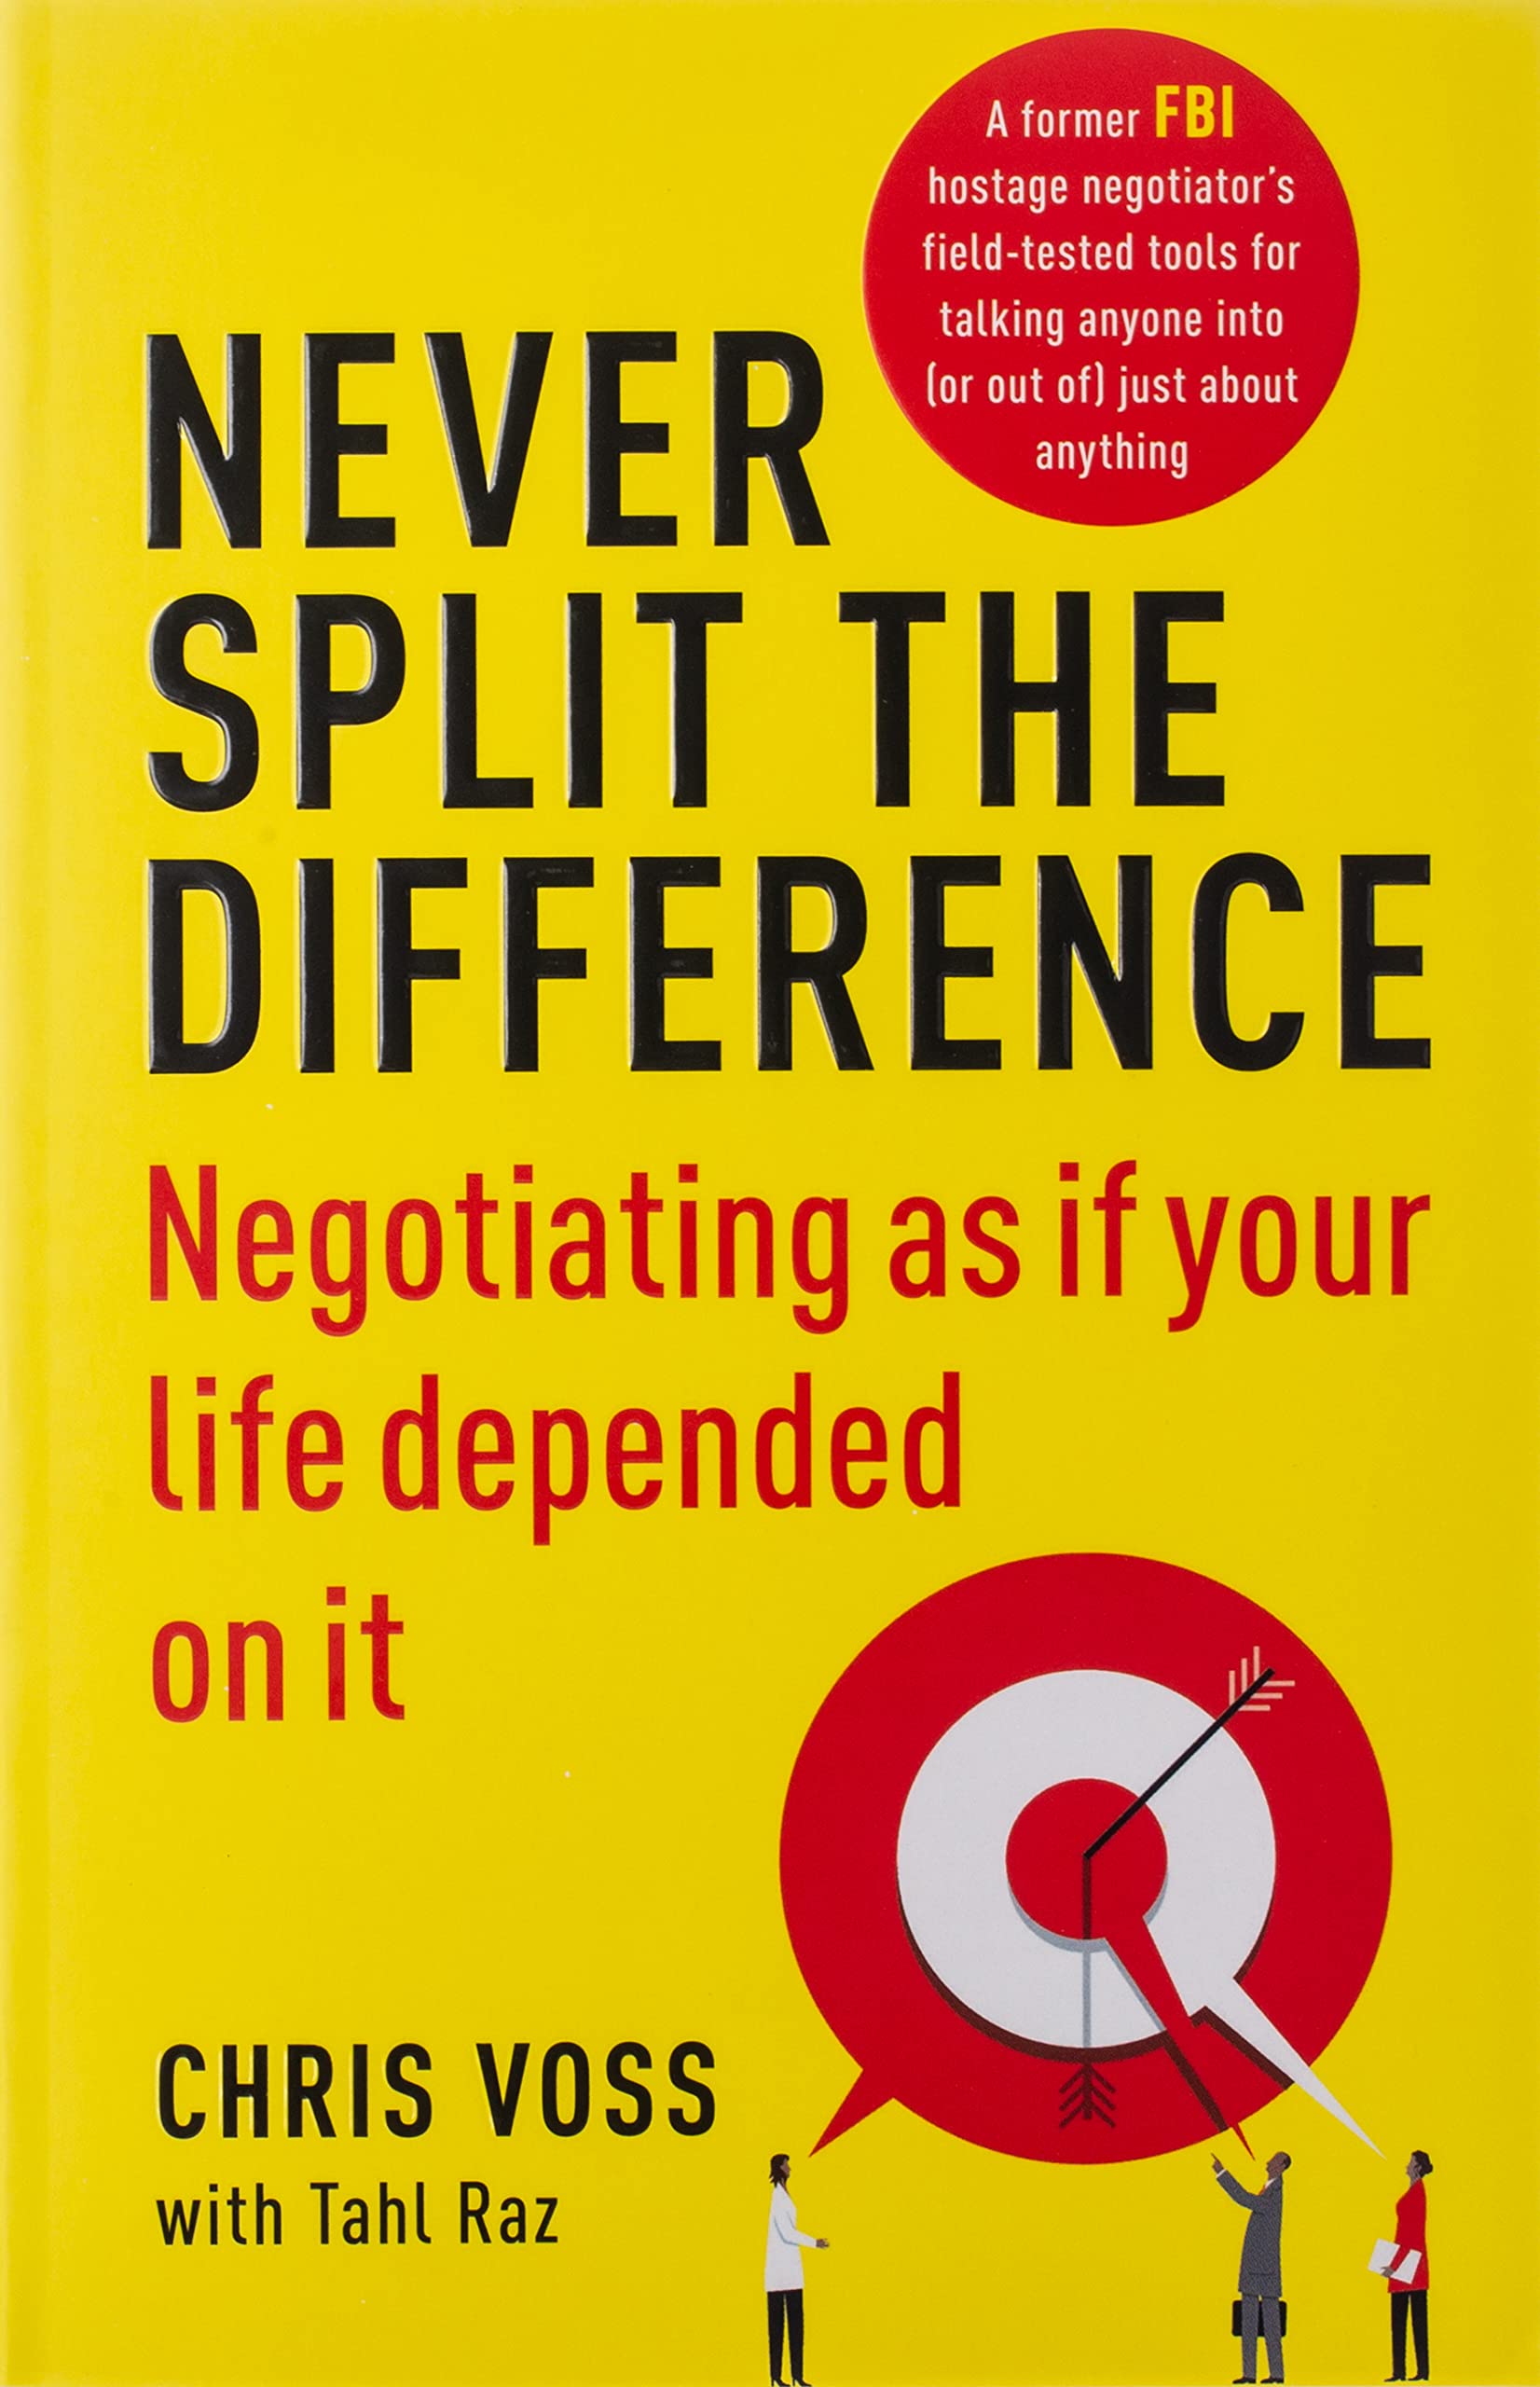 A former FBI
hostage negotiator's
field-tested tools for
talking anyone into
(or out of) just about
anything
NEVER
SPLIT THE
DIFFERENCE
Negotiating as if your
life depended
on it
CHRIS VOSS
with Tahl Raz